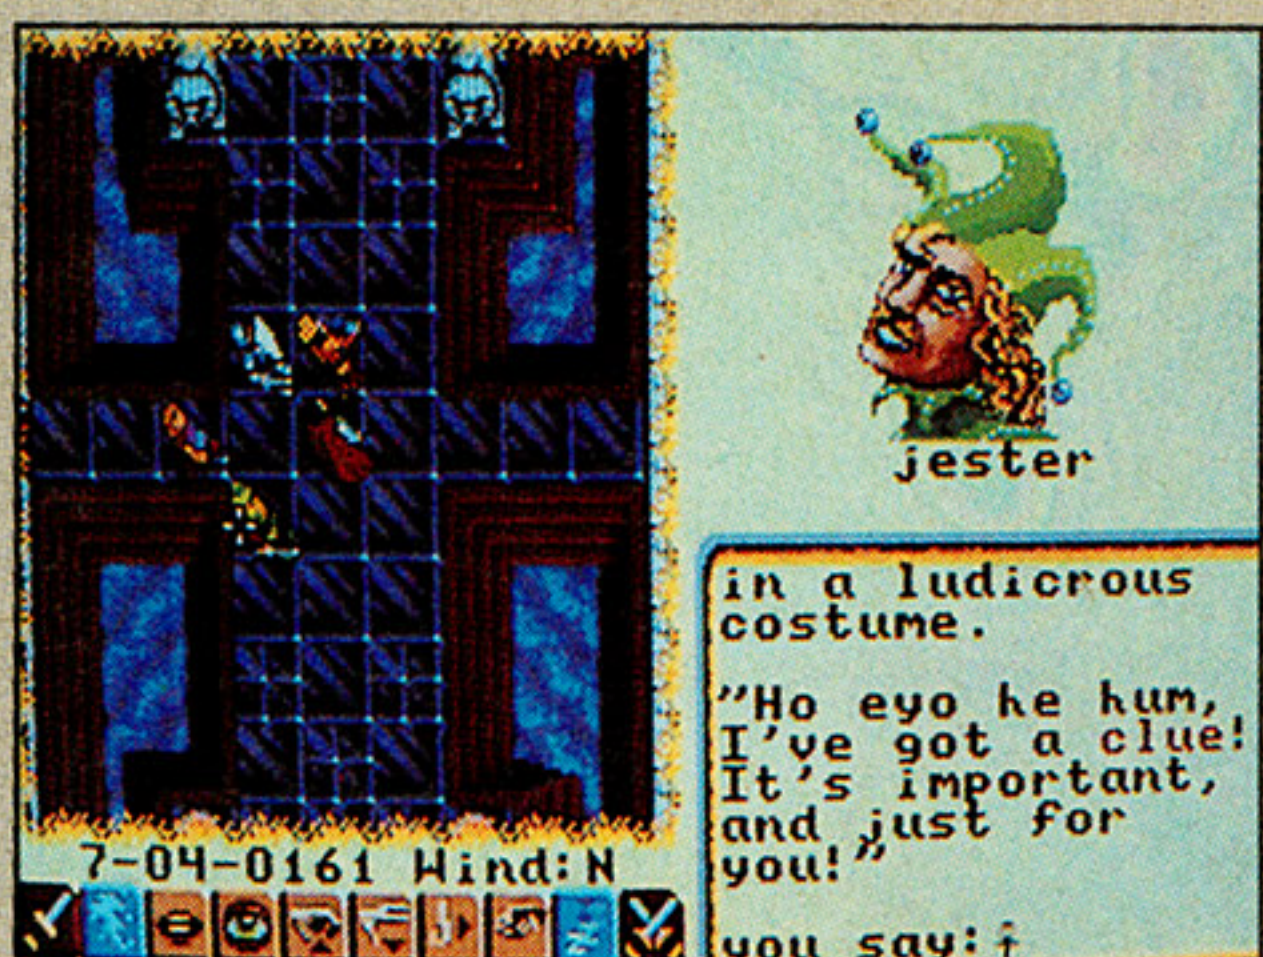 jester
in a ludicrous
costume.
"Ho eyo he hum,
I've got a clue!
It's important,
and just for
you!"
7-04-0161 Wind:N
you say: